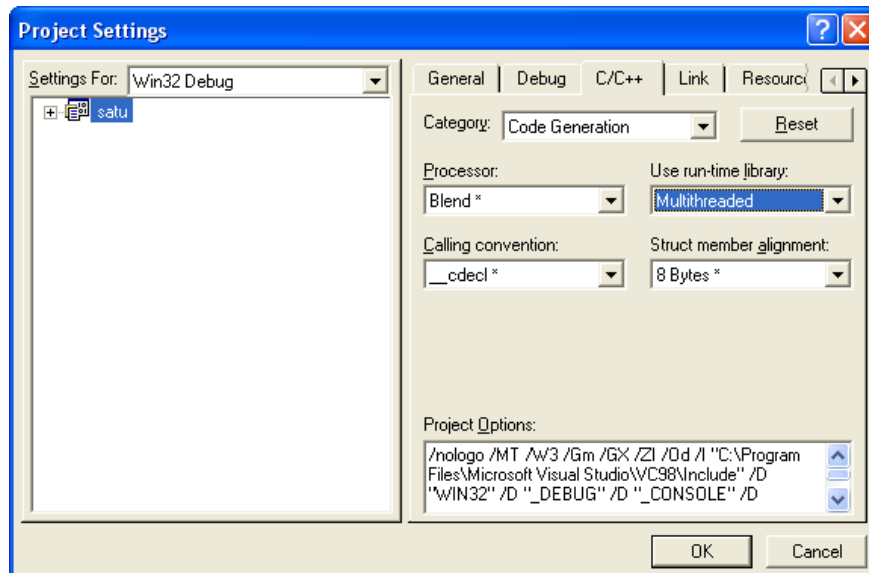 Project Settings
Settings For: Win32 Debug
satu
General Debug C/C++ Link Resourc
Category: Code Generation Reset
Processor: Use run-time library:
Blend * Multithreaded
Calling convention: Struct member alignment:
__cdecl * 8 Bytes *
Project Options:
/nologo /MT /W3 /Gm /GX /ZI /Od /I "C:\Program
Files\Microsoft Visual Studio\VC98\Include" /D
"WIN32" /D "_DEBUG" /D "_CONSOLE" /D
OK Cancel